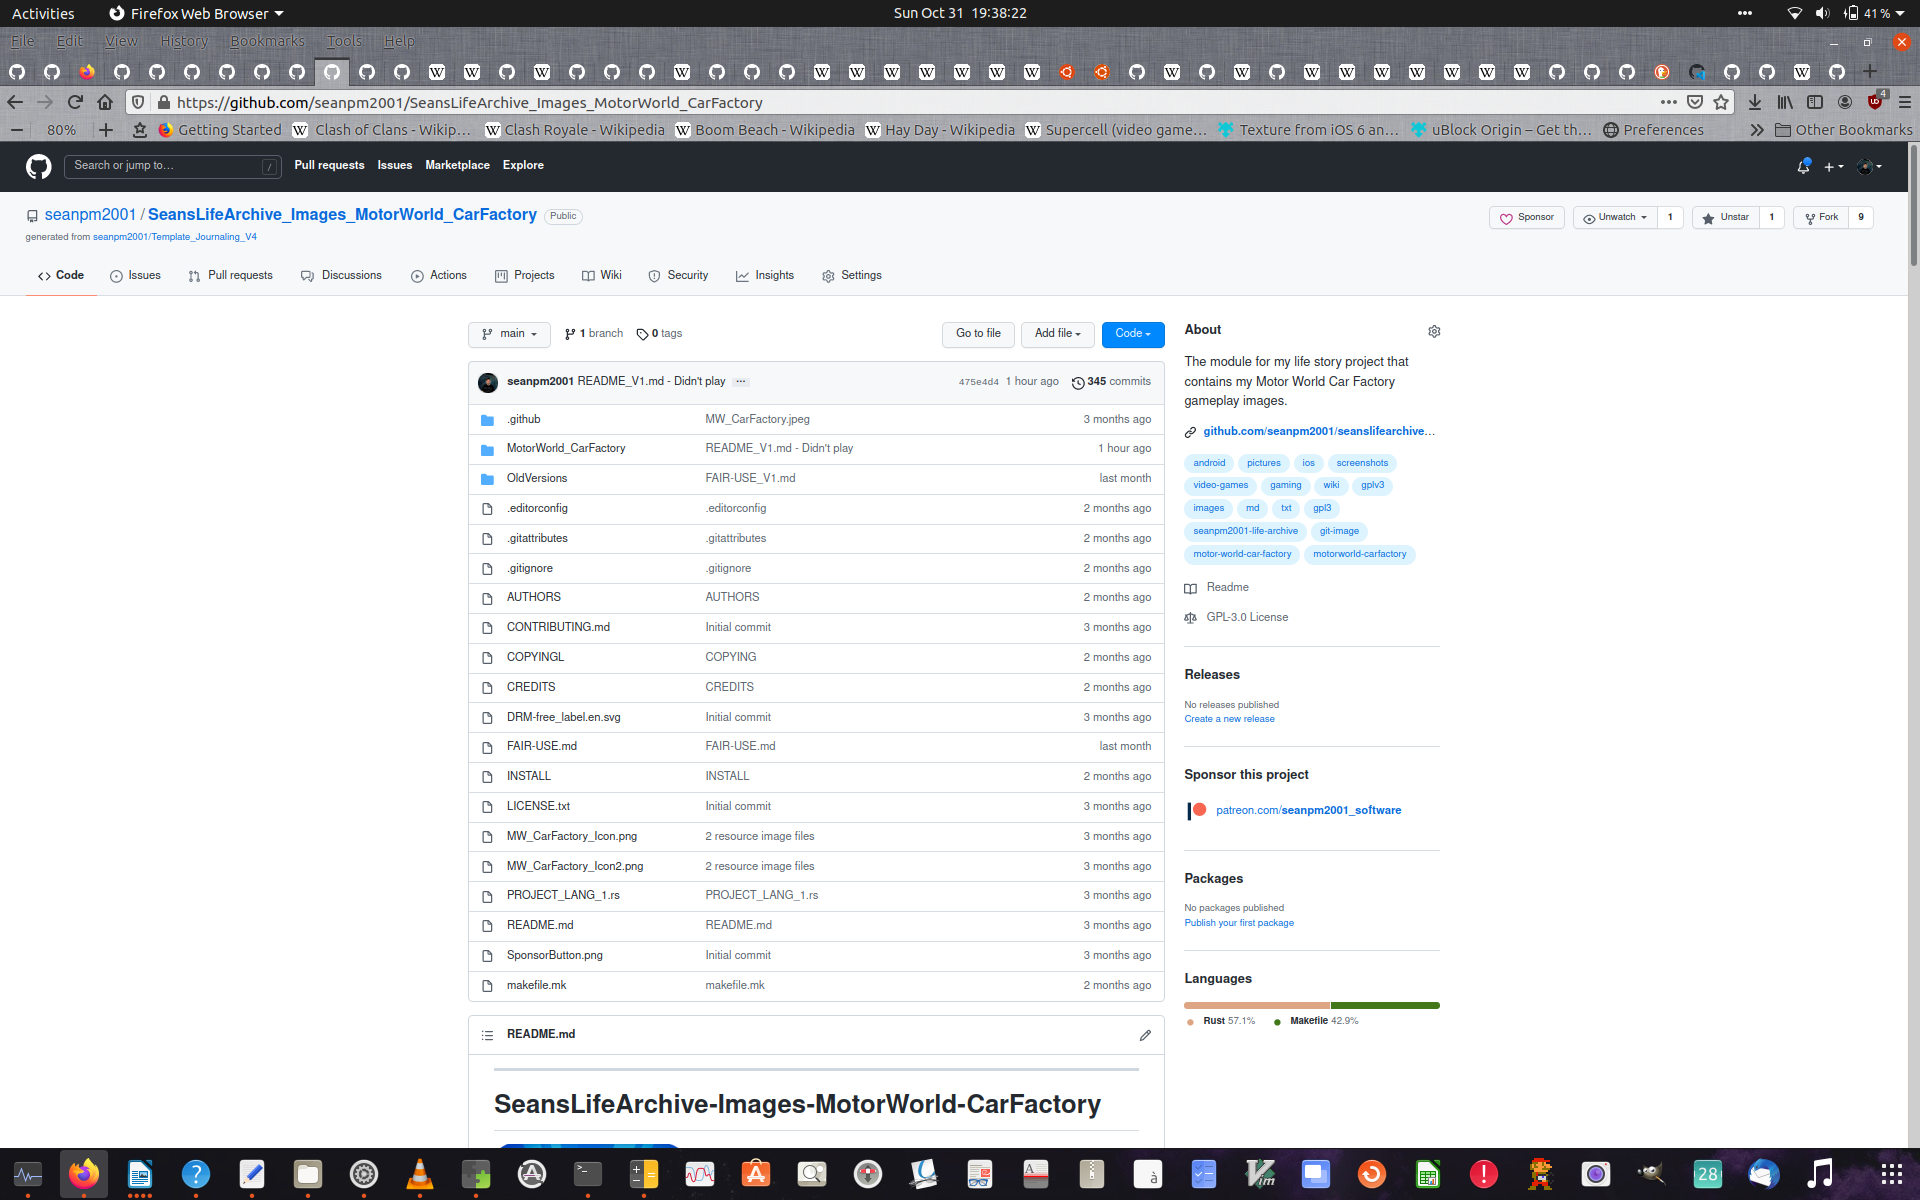 Activities
Firefox Web Browser
Sun Oct 31 19:38:22
41 %
File Edit View History Bookmarks Tools Help
https://github.com/seanpm2001/SeansLifeArchive_Images_MotorWorld_CarFactory
4
80%
Getting Started
Clash of Clans - Wikip…
Clash Royale - Wikipedia
Boom Beach - Wikipedia
Hay Day - Wikipedia
Supercell (video game…
Texture from iOS 6 an…
uBlock Origin – Get th…
Preferences
Other Bookmarks
Search or jump to…
/
Pull requests Issues Marketplace Explore
seanpm2001 / SeansLifeArchive_Images_MotorWorld_CarFactory
Public
generated from seanpm2001/Template_Journaling_V4
Sponsor
Unwatch 1
Unstar 1
Fork 9
Code
Issues
Pull requests
Discussions
Actions
Projects
Wiki
Security
Insights
Settings
main
1 branch
0 tags
Go to file
Add file
Code
seanpm2001 README_V1.md - Didn't play ...
475e4d4 1 hour ago 345 commits
.github MW_CarFactory.jpeg 3 months ago
MotorWorld_CarFactory README_V1.md - Didn't play 1 hour ago
OldVersions FAIR-USE_V1.md last month
.editorconfig .editorconfig 2 months ago
.gitattributes .gitattributes 2 months ago
.gitignore .gitignore 2 months ago
AUTHORS AUTHORS 2 months ago
CONTRIBUTING.md Initial commit 3 months ago
COPYINGL COPYING 2 months ago
CREDITS CREDITS 2 months ago
DRM-free_label.en.svg Initial commit 3 months ago
FAIR-USE.md FAIR-USE.md last month
INSTALL INSTALL 2 months ago
LICENSE.txt Initial commit 3 months ago
MW_CarFactory_Icon.png 2 resource image files 3 months ago
MW_CarFactory_Icon2.png 2 resource image files 3 months ago
PROJECT_LANG_1.rs PROJECT_LANG_1.rs 3 months ago
README.md README.md 3 months ago
SponsorButton.png Initial commit 3 months ago
makefile.mk makefile.mk 2 months ago
README.md
SeansLifeArchive-Images-MotorWorld-CarFactory
About
The module for my life story project that
contains my Motor World Car Factory
gameplay images.
github.com/seanpm2001/seanslifearchive…
android pictures ios screenshots
video-games gaming wiki gplv3
images md txt gpl3
seanpm2001-life-archive git-image
motor-world-car-factory motorworld-carfactory
Readme
GPL-3.0 License
Releases
No releases published
Create a new release
Sponsor this project
patreon.com/seanpm2001_software
Packages
No packages published
Publish your first package
Languages
Rust 57.1% Makefile 42.9%
28